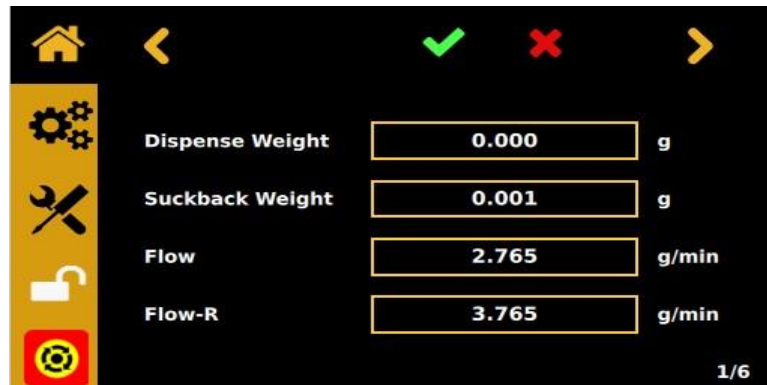 Dispense Weight 0.000 g
Suckback Weight 0.001 g
Flow 2.765 g/min
Flow-R 3.765 g/min
1/6